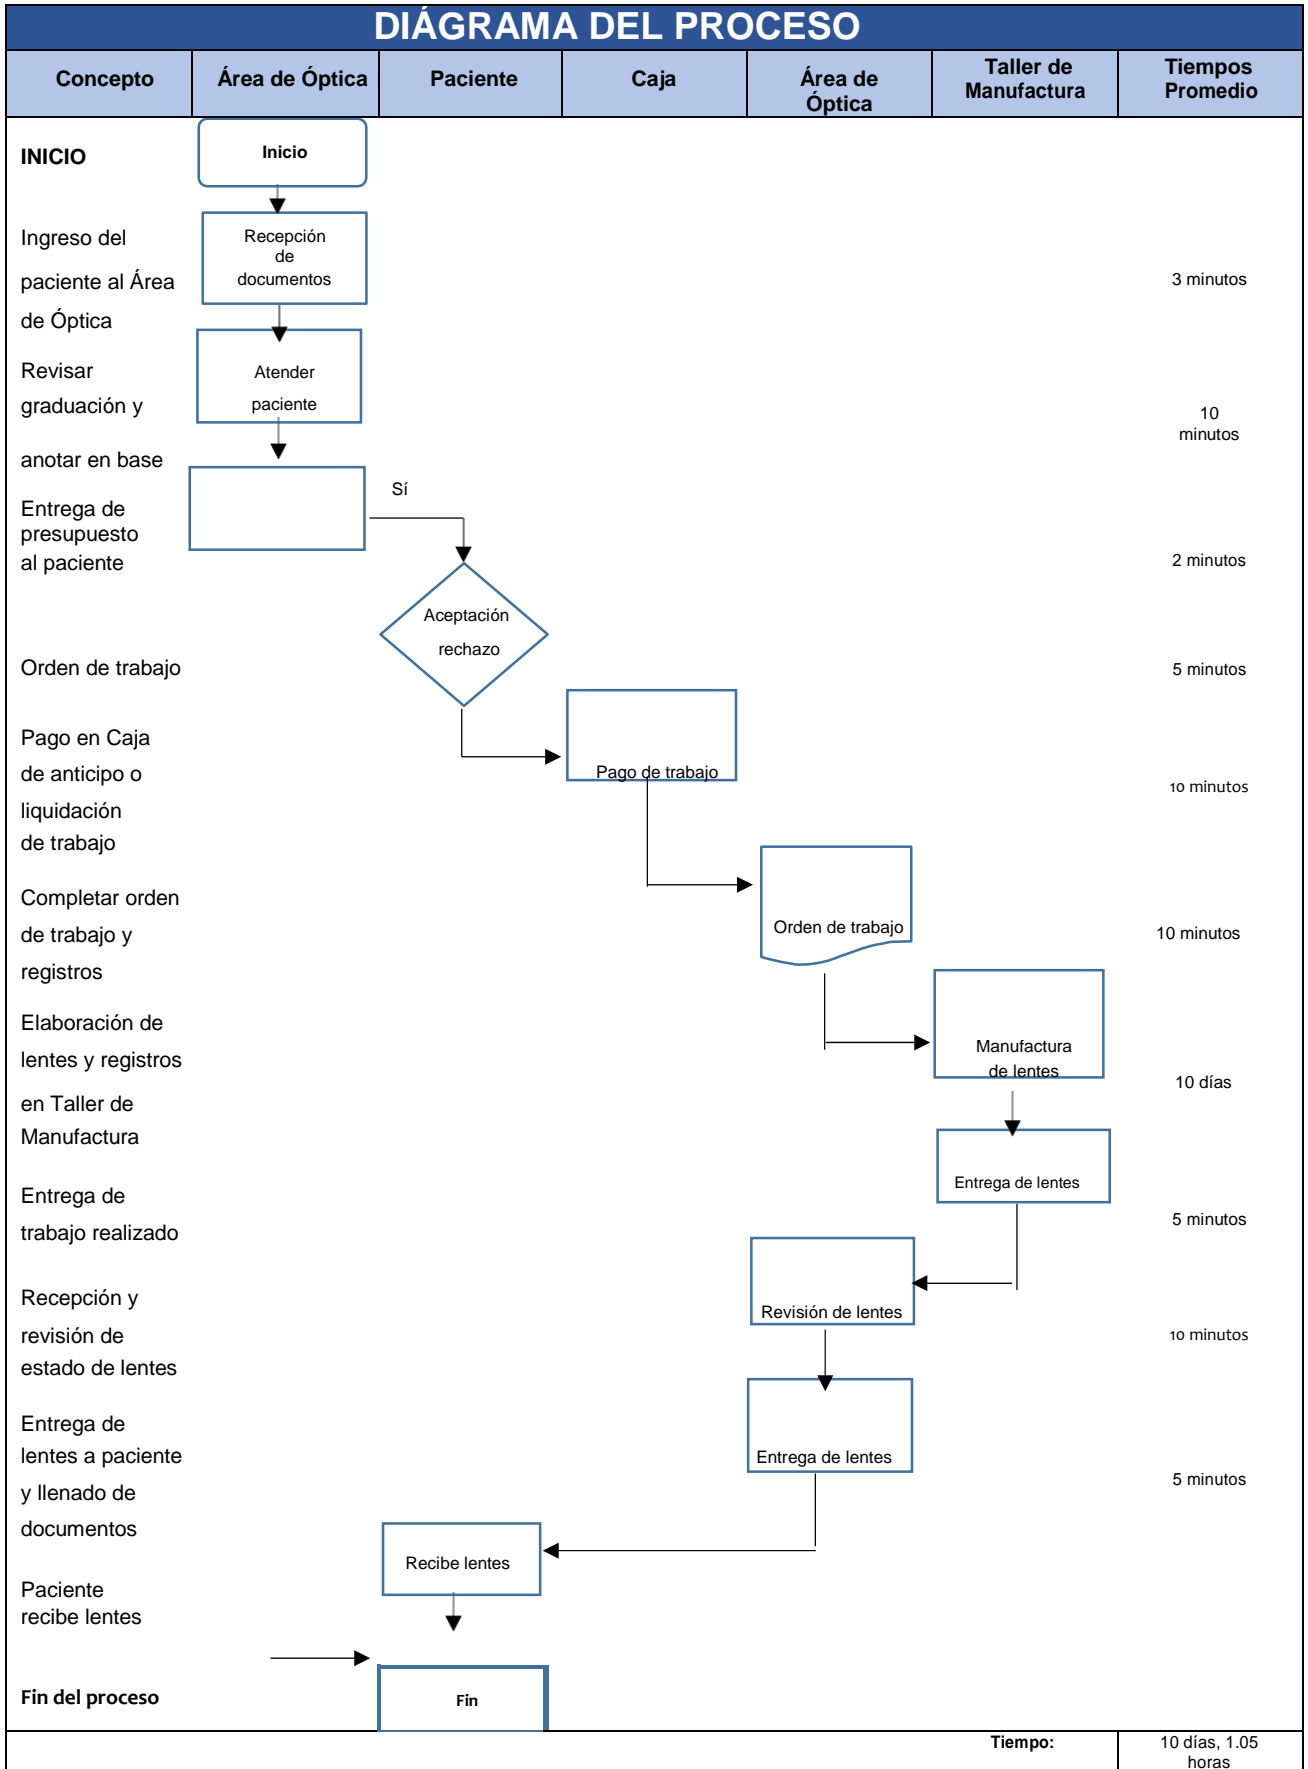 DIÁGRAMA DEL PROCESO
Concepto
Área de Óptica
Paciente
Caja
Área de
Óptica
Taller de
Manufactura
Tiempos
Promedio
INICIO
Inicio
Ingreso del
paciente al Área
de Óptica
Recepción
de
documentos
3 minutos
Revisar
graduación y
anotar en base
Atender
paciente
10
minutos
Entrega de
presupuesto
al paciente
Sí
2 minutos
Aceptación
rechazo
Orden de trabajo
5 minutos
Pago en Caja
de anticipo o
liquidación
de trabajo
Pago de trabajo
10 minutos
Completar orden
de trabajo y
registros
Orden de trabajo
10 minutos
Elaboración de
lentes y registros
en Taller de
Manufactura
Manufactura
de lentes
10 días
Entrega de
trabajo realizado
Entrega de lentes
5 minutos
Recepción y
revisión de
estado de lentes
Revisión de lentes
10 minutos
Entrega de
lentes a paciente
y llenado de
documentos
Entrega de lentes
5 minutos
Paciente
recibe lentes
Recibe lentes
Fin del proceso
Fin
Tiempo:
10 días, 1.05
horas